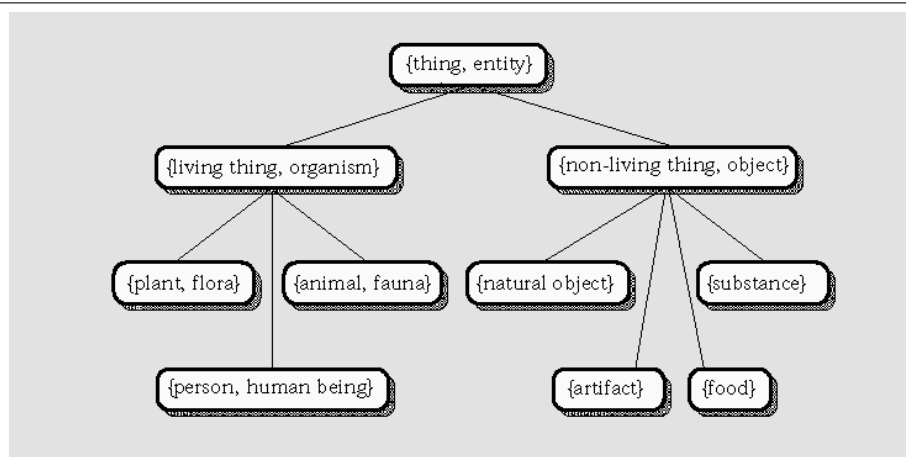 {thing, entity}
{living thing, organism}
{non-living thing, object}
{plant, flora}
{animal, fauna}
{natural object}
{substance}
{person, human being}
{artifact}
{food}